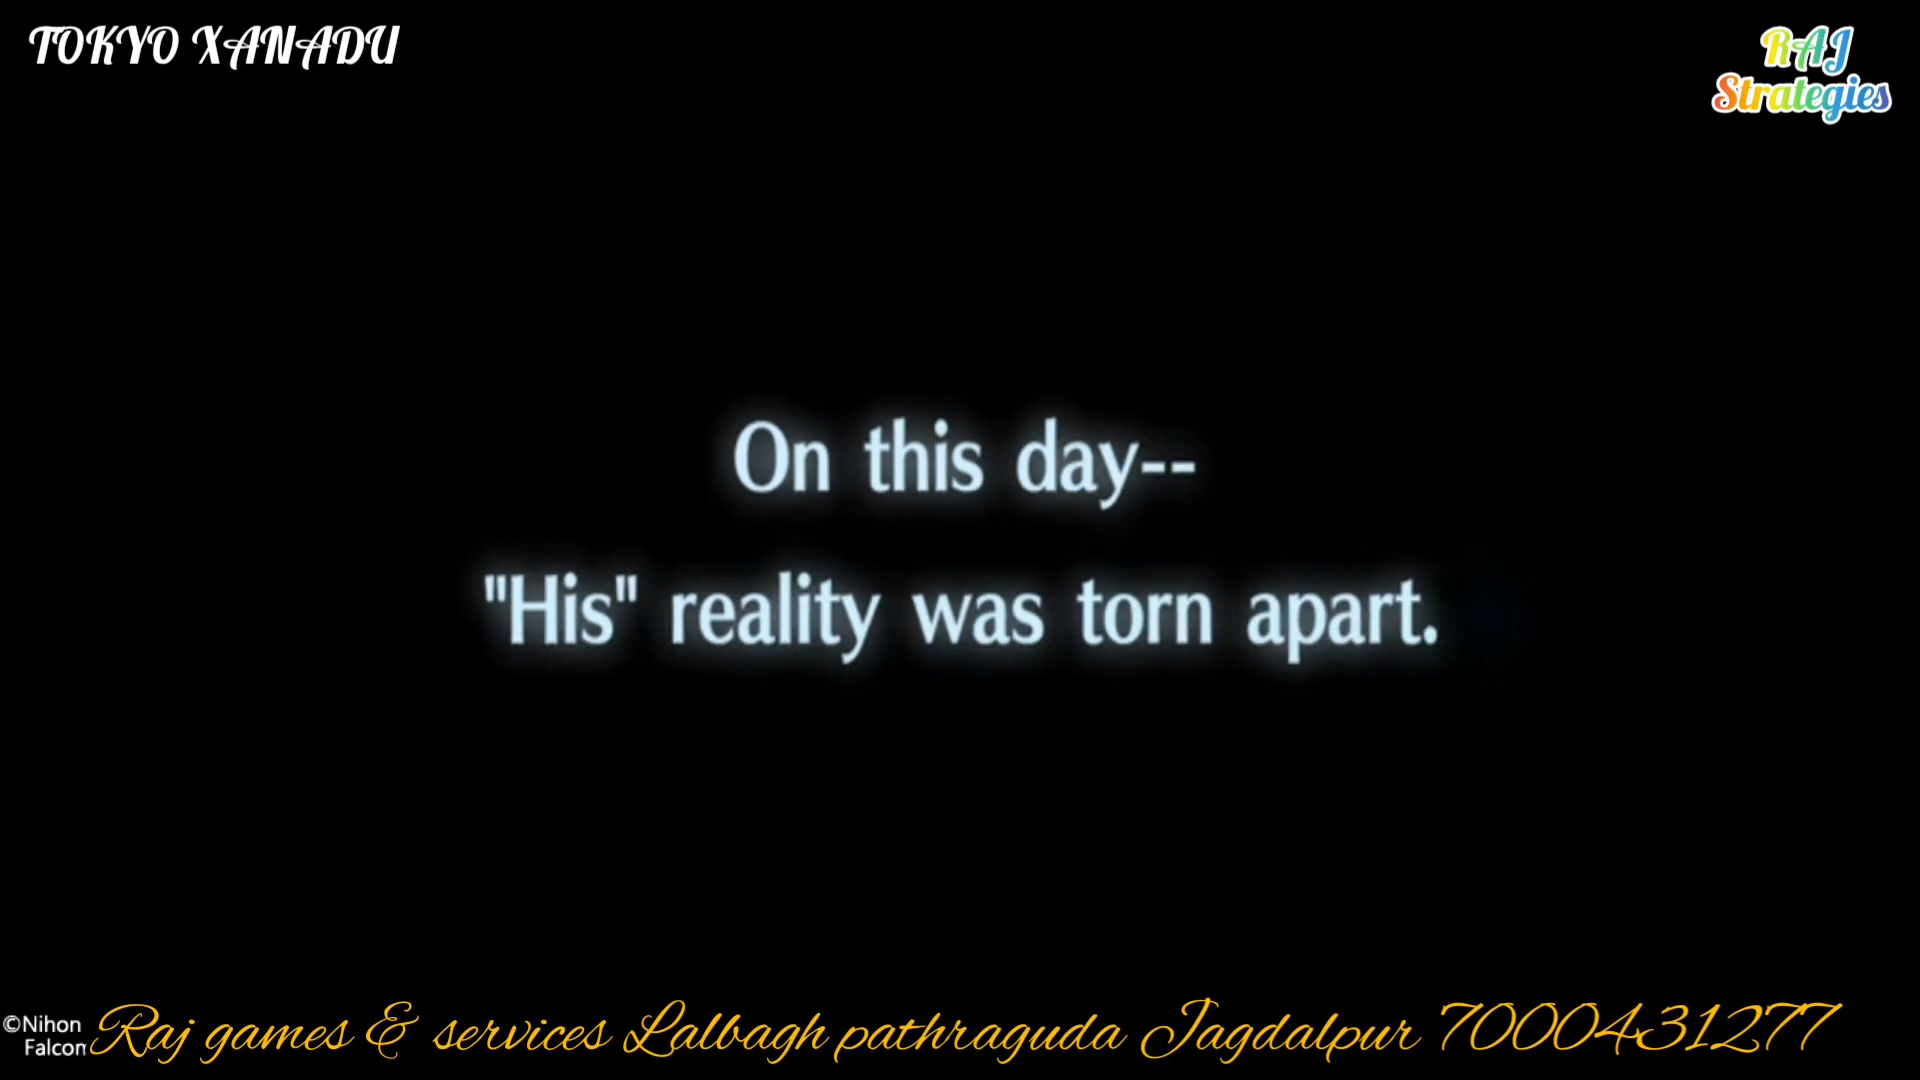 TOKYO XANADU
RAJ
Strategies
On this day--
"His" reality was torn apart.
©Nihon
Falcom
Raj games & services Lalbagh pathraguda Jagdalpur 7000431277